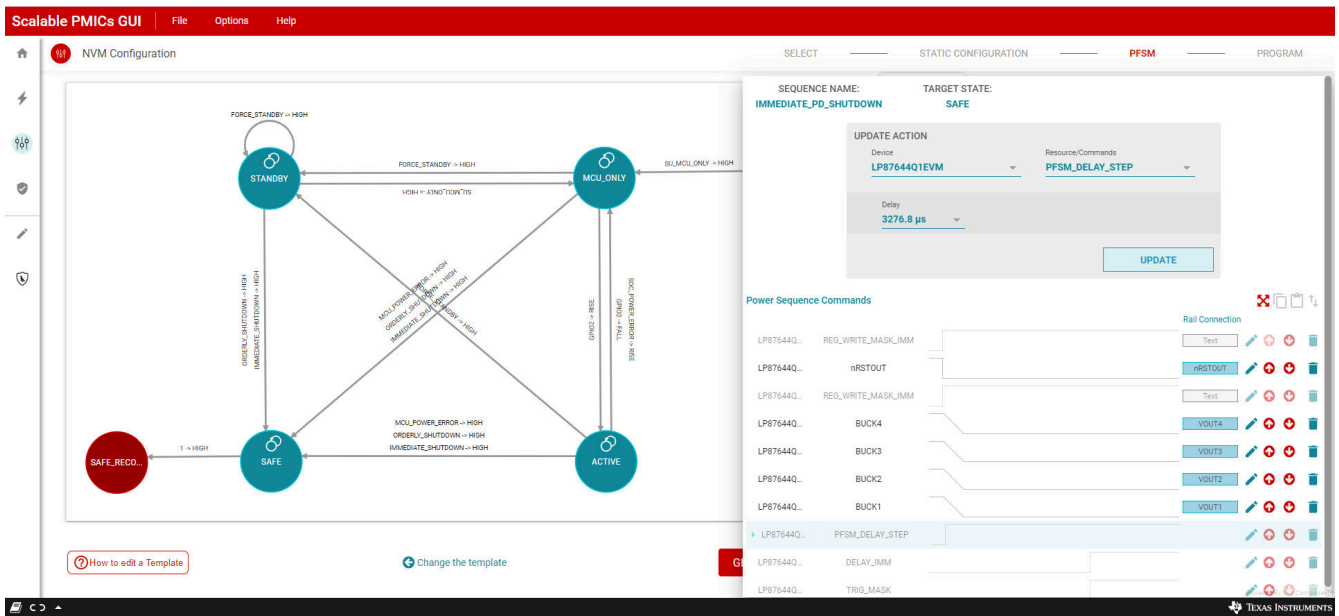 Scalable PMICs GUI File Options Help
NVM Configuration
SELECT STATIC CONFIGURATION PFSM PROGRAM
SEQUENCE NAME: TARGET STATE:
IMMEDIATE_PD_SHUTDOWN SAFE
UPDATE ACTION
Device Resource/Commands
LP87644Q1EVM PFSM_DELAY_STEP
Delay
3276.8 µs
UPDATE
FORCE_STANDBY -> HIGH
STANDBY
FORCE_STANDBY -> HIGH
SU_MCU_ONLY -> HIGH
MCU_ONLY
SU_MCU_ONLY -> HIGH
ORDERLY_SHUTDOWN -> HIGH
IMMEDIATE_SHUTDOWN -> HIGH
MCU_POWER_ERROR -> HIGH
ORDERLY_SHUTDOWN -> HIGH
IMMEDIATE_SHUTDOWN -> HIGH
GPIO2 -> RISE
SOC_POWER_ERROR -> RISE
GPIO2 -> FALL
MCU_POWER_ERROR -> HIGH
ORDERLY_SHUTDOWN -> HIGH
IMMEDIATE_SHUTDOWN -> HIGH
SAFE_RECO...
1 -> HIGH
SAFE
ACTIVE
How to edit a Template
Change the template
Power Sequence Commands
Rail Connection
LP87644Q... REG_WRITE_MASK_IMM Text
LP87644Q... nRSTOUT nRSTOUT
LP87644Q... REG_WRITE_MASK_IMM Text
LP87644Q... BUCK4 VOUT4
LP87644Q... BUCK3 VOUT3
LP87644Q... BUCK2 VOUT2
LP87644Q... BUCK1 VOUT1
LP87644Q... PFSM_DELAY_STEP
LP87644Q... DELAY_IMM
LP87644Q... TRIG_MASK
TEXAS INSTRUMENTS